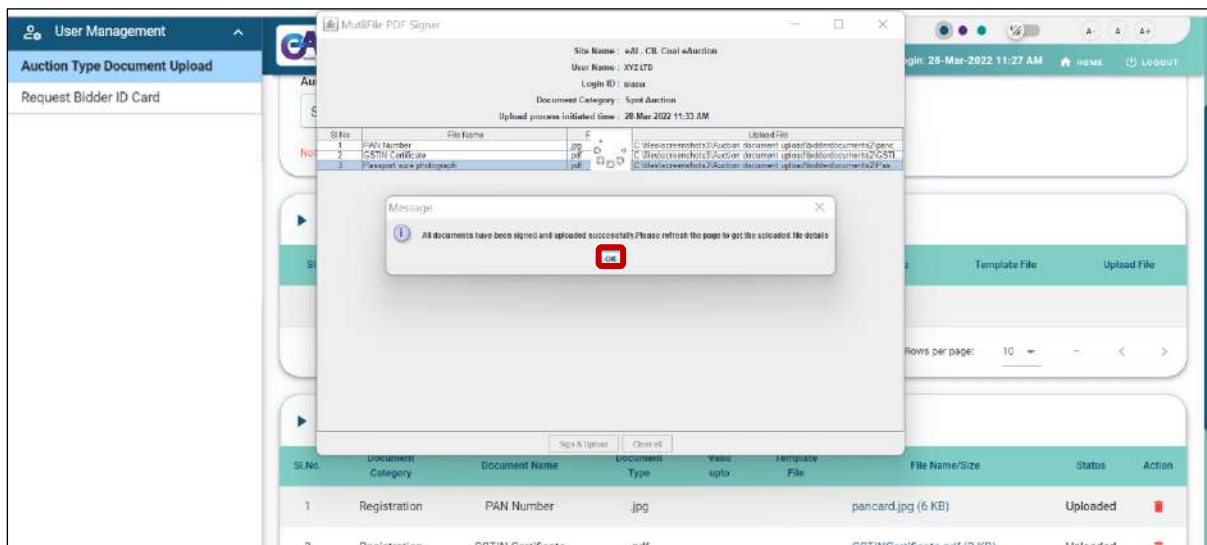 User Management
Auction Type Document Upload
Request Bidder ID Card
MutliFile PDF Signer
Site Name : eAU . CIL Coal eAuction
User Name : XYZ LTD
Login ID :
Document Category : Spot Auction
Upload process initiated time : 28 Mar 2022 11:33 AM
A- A A+
gin: 28-Mar-2022 11:27 AM HOME LOGOUT
Sl No File Name Upload File
1 PAN Number .jpg
2 GSTIN Certificate pdf
3 Passport size photograph pdf
Message
All documents have been signed and uploaded successfully.Please refresh the page to get the uploaded file details
OK
Template File Upload File
Rows per page: 10 –
Sign & Upload Clear all
Sl.No. Document Category Document Name Document Type Valid upto Template File File Name/Size Status Action
1 Registration PAN Number .jpg pancard.jpg (6 KB) Uploaded